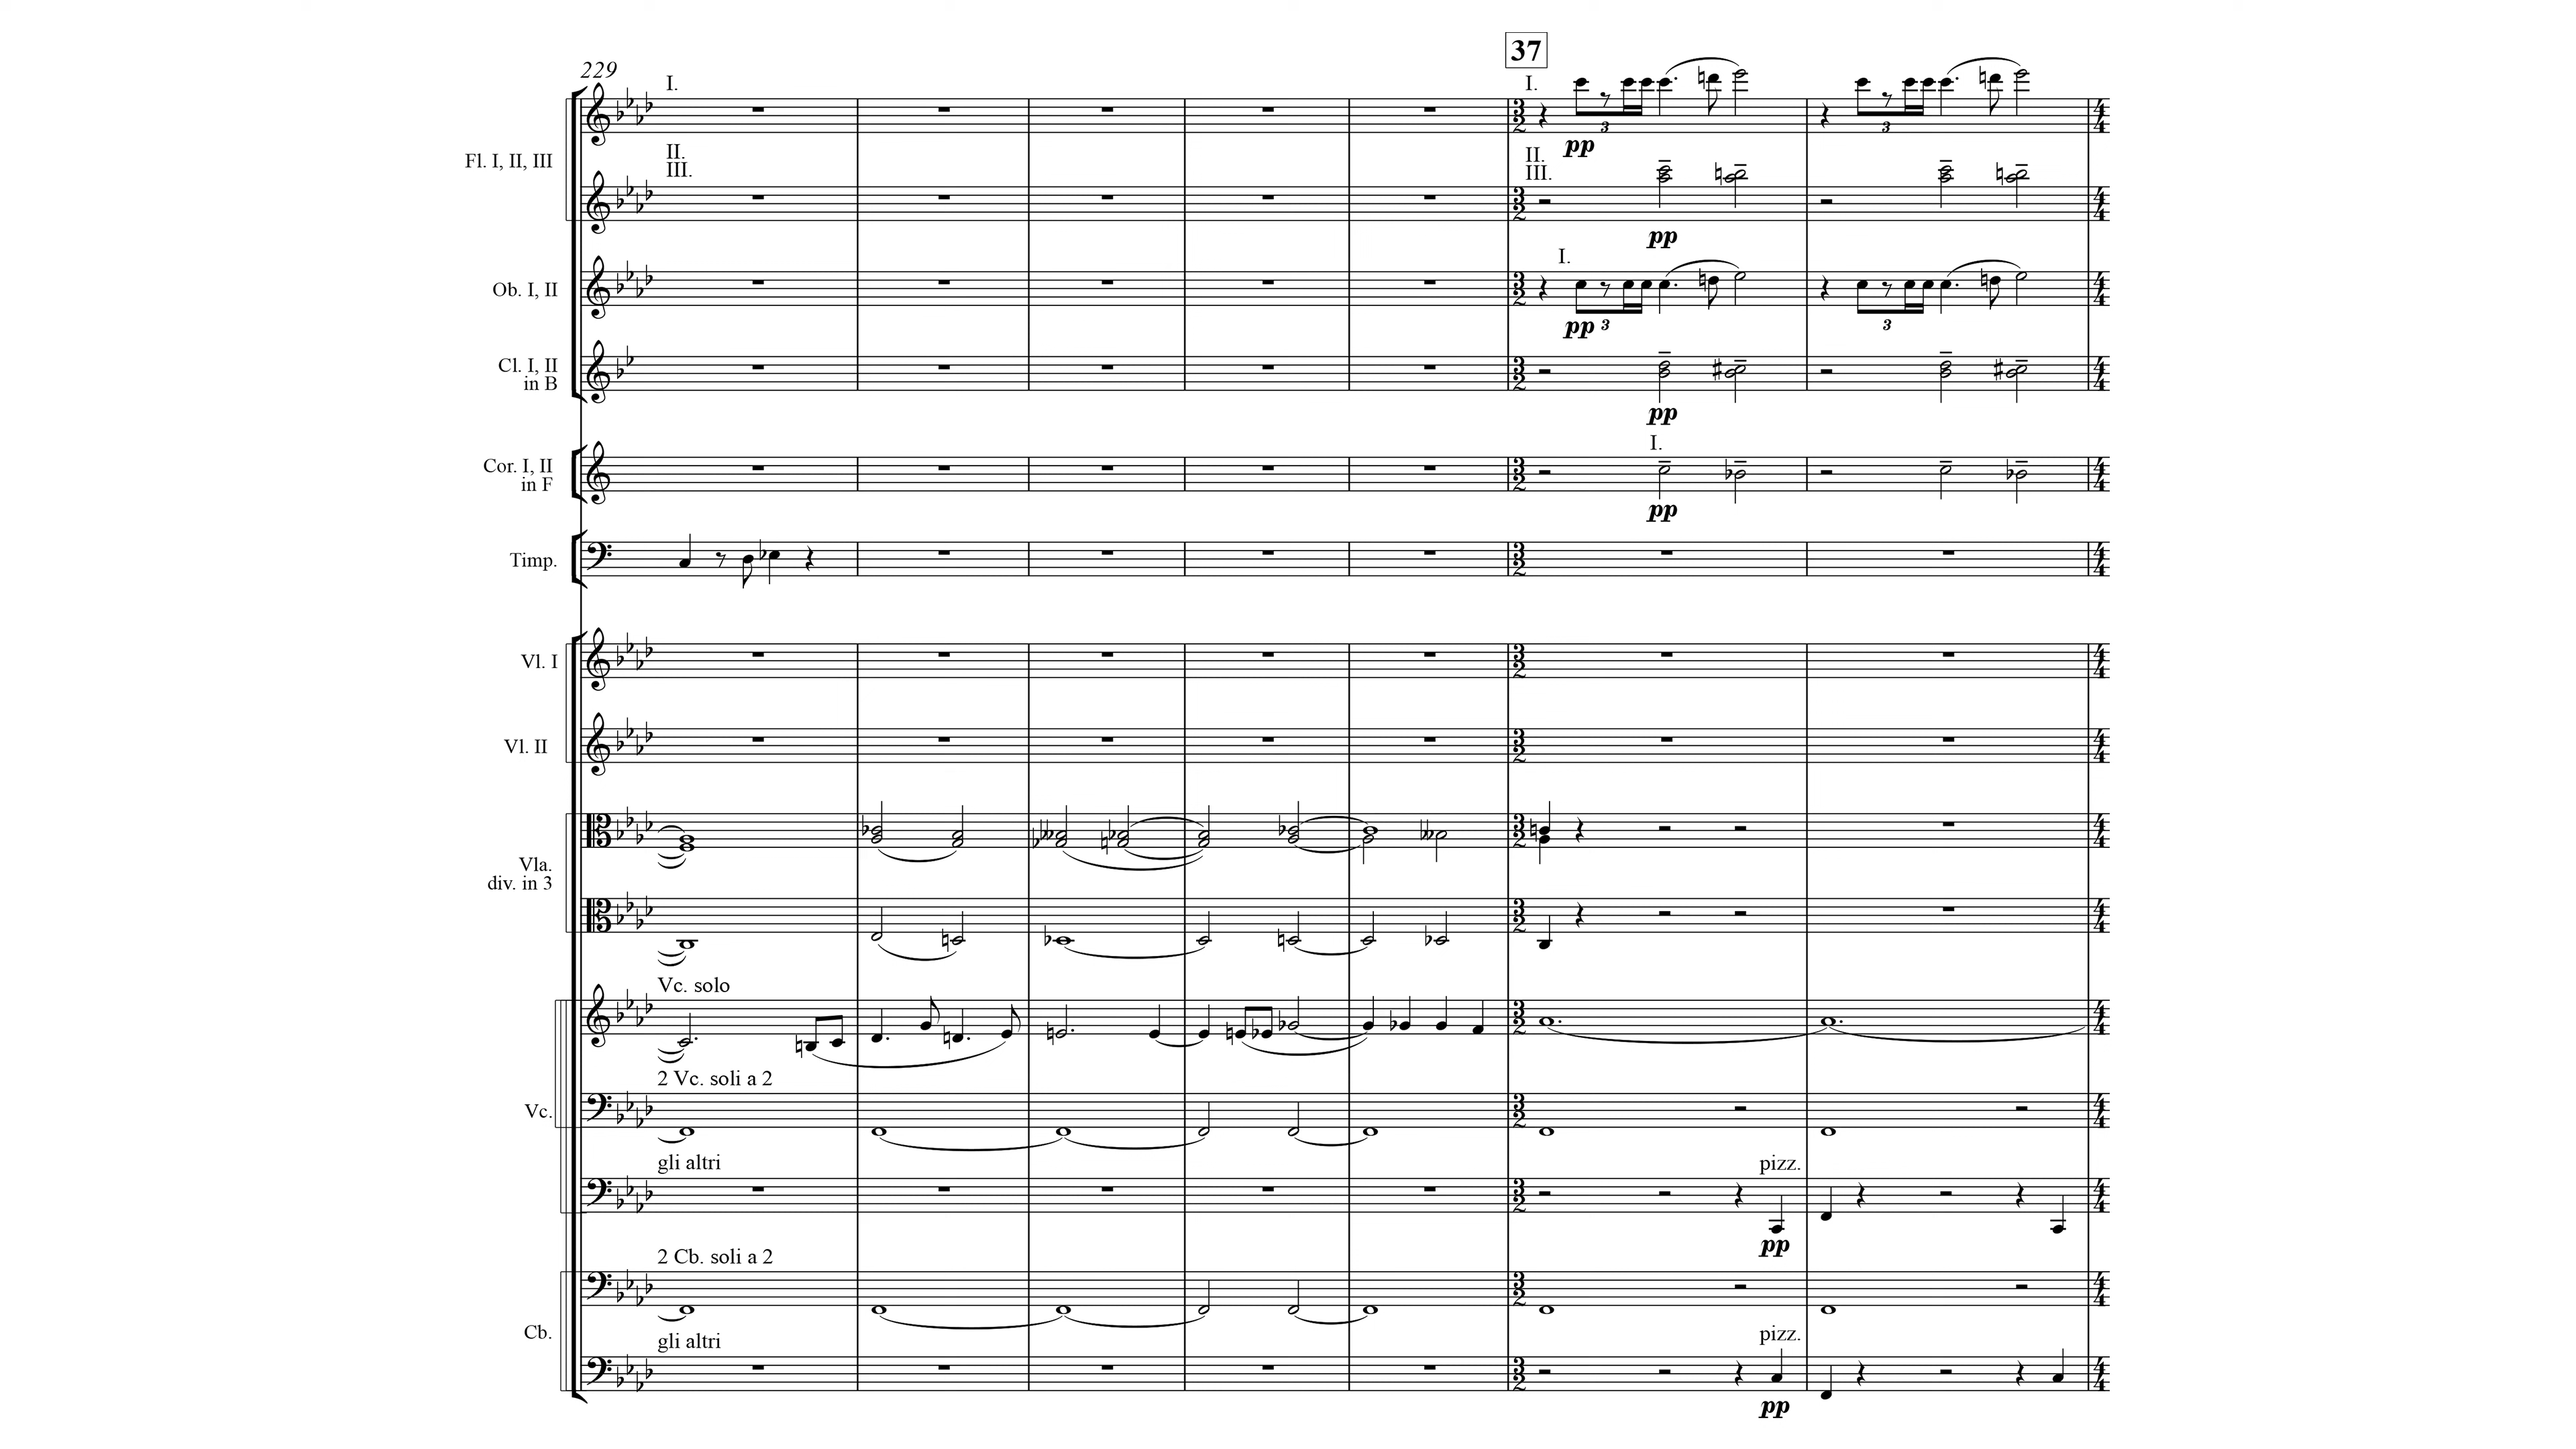 37
229
I.
I.
3
3
pp
Fl. I, II, III
II.
III.
II.
III.
pp
I.
Ob. I, II
pp 3
3
Cl. I, II
in B
pp
I.
Cor. I, II
in F
pp
Timp.
Vl. I
Vl. II
Vla.
div. in 3
Vc. solo
2 Vc. soli a 2
Vc.
gli altri
pizz.
pp
2 Cb. soli a 2
Cb.
gli altri
pizz.
pp